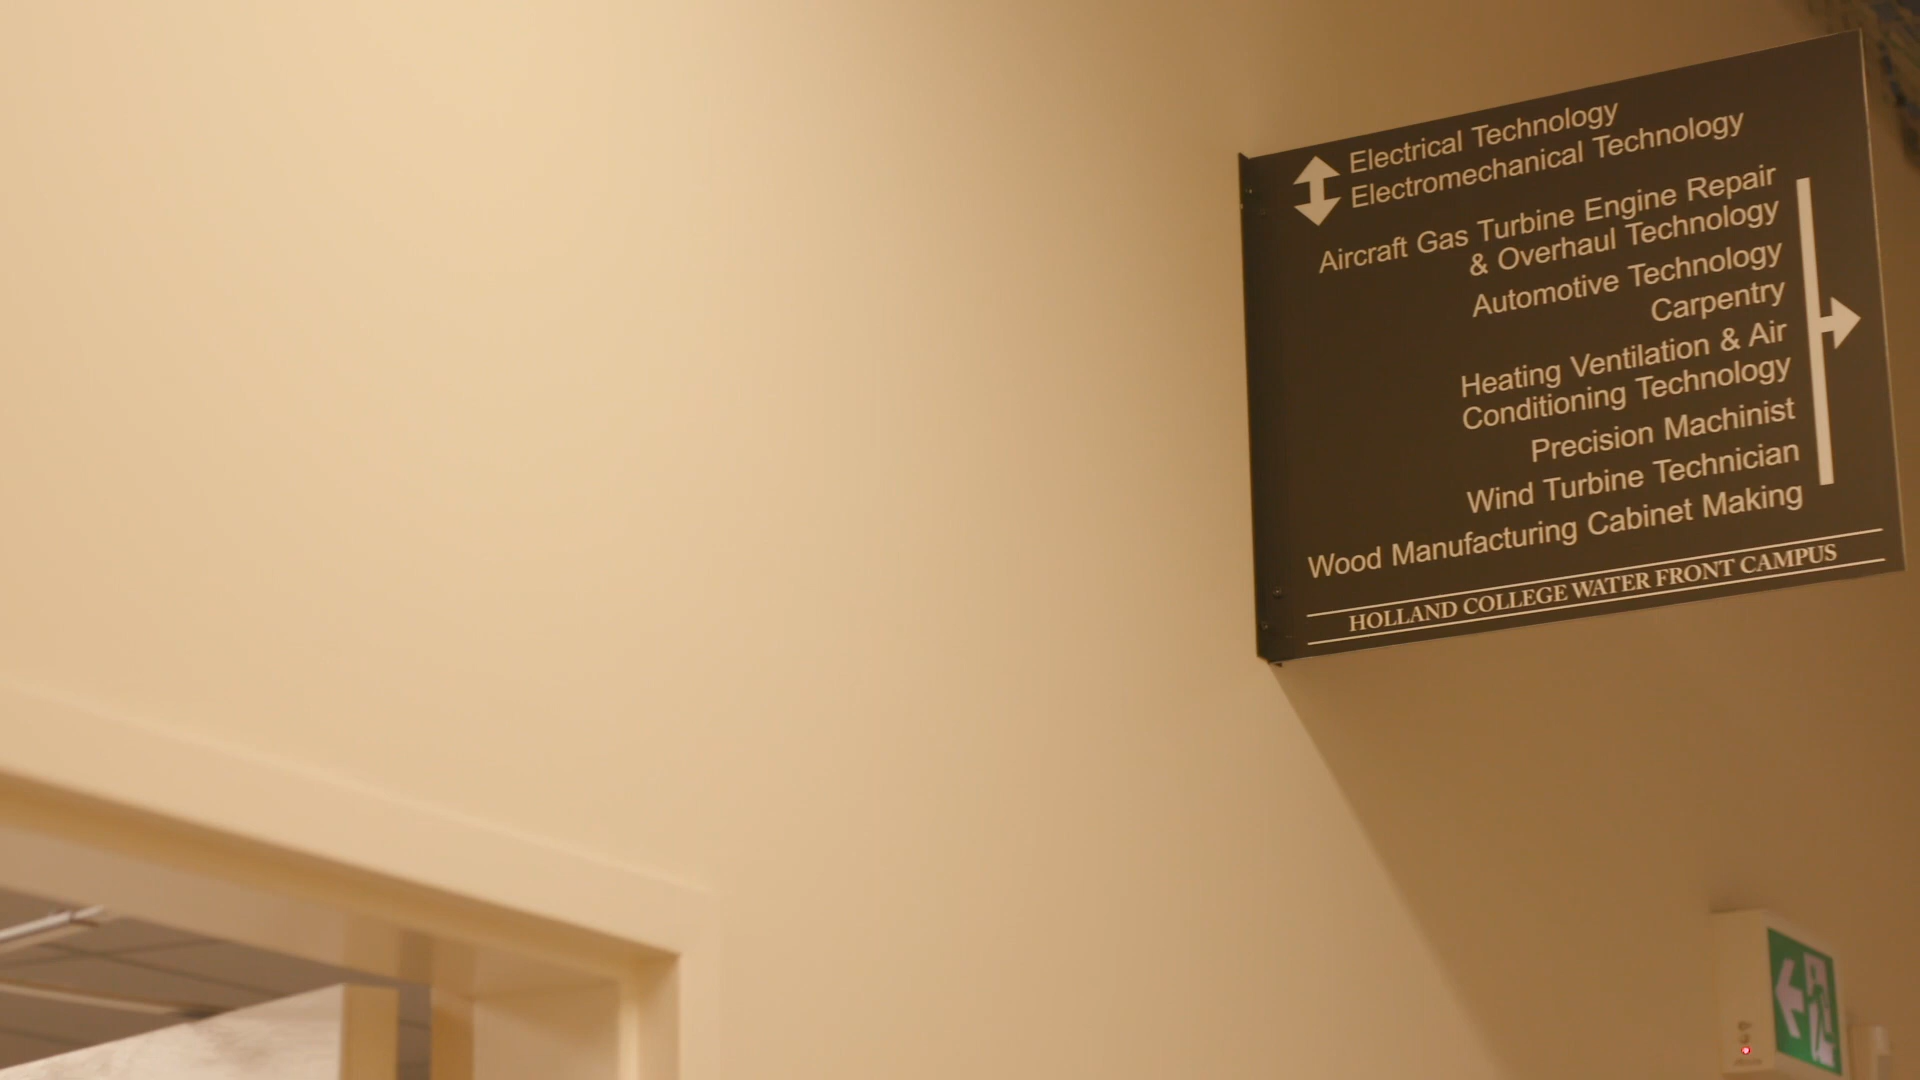 Electrical Technology
Electromechanical Technology
Aircraft Gas Turbine Engine Repair
& Overhaul Technology
Automotive Technology
Carpentry
Heating Ventilation & Air
Conditioning Technology
Precision Machinist
Wind Turbine Technician
Wood Manufacturing Cabinet Making
HOLLAND COLLEGE WATER FRONT CAMPUS